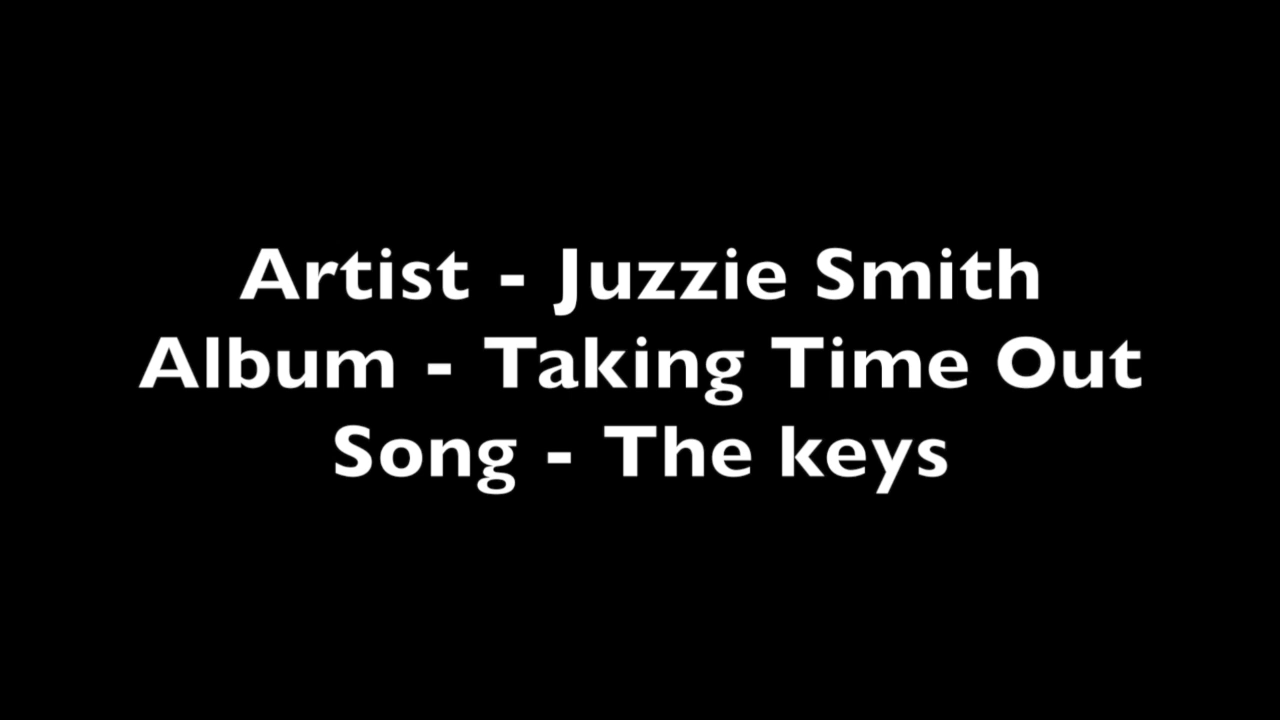 Artist - Juzzie Smith
Album - Taking Time Out
Song - The keys